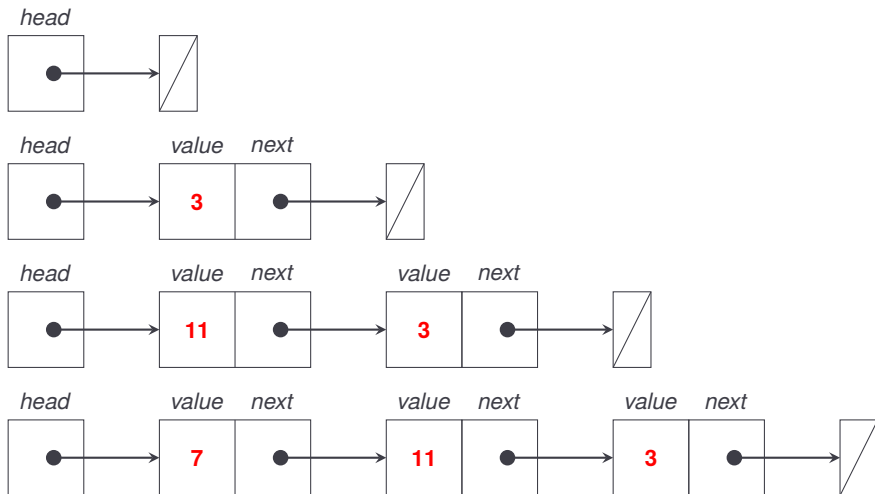 head
head value next
3
head value next value next
11 3
head value next value next value next
7 11 3